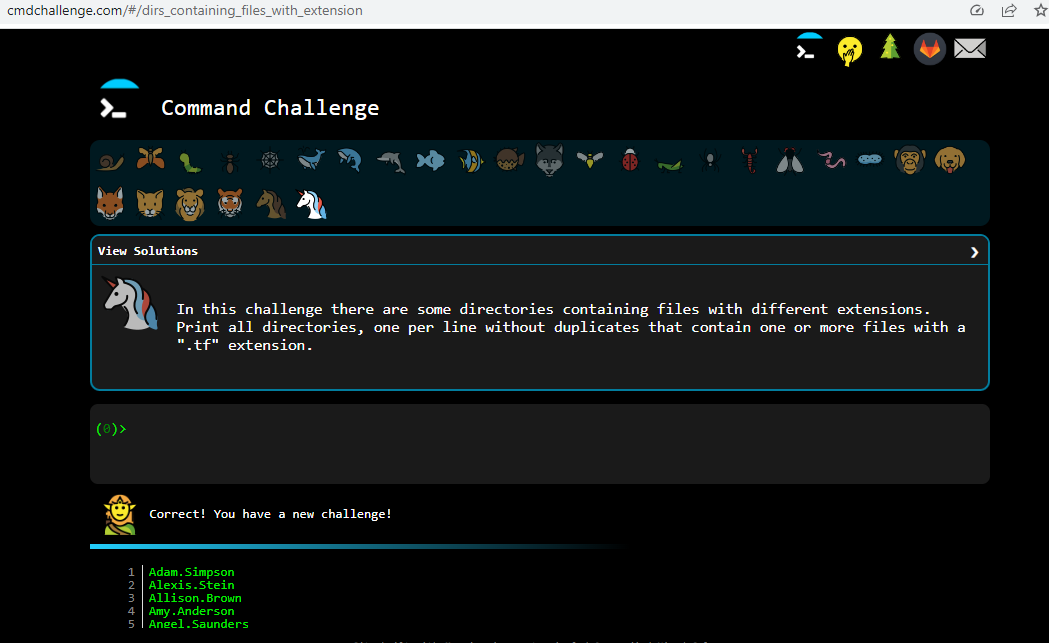 cmdchallenge.com/#/dirs_containing_files_with_extension
Command Challenge
View Solutions
In this challenge there are some directories containing files with different extensions.
Print all directories, one per line without duplicates that contain one or more files with a
".tf" extension.
(0)>
Correct! You have a new challenge!
1 Adam.Simpson
2 Alexis.Stein
3 Allison.Brown
4 Amy.Anderson
5 Angel.Saunders